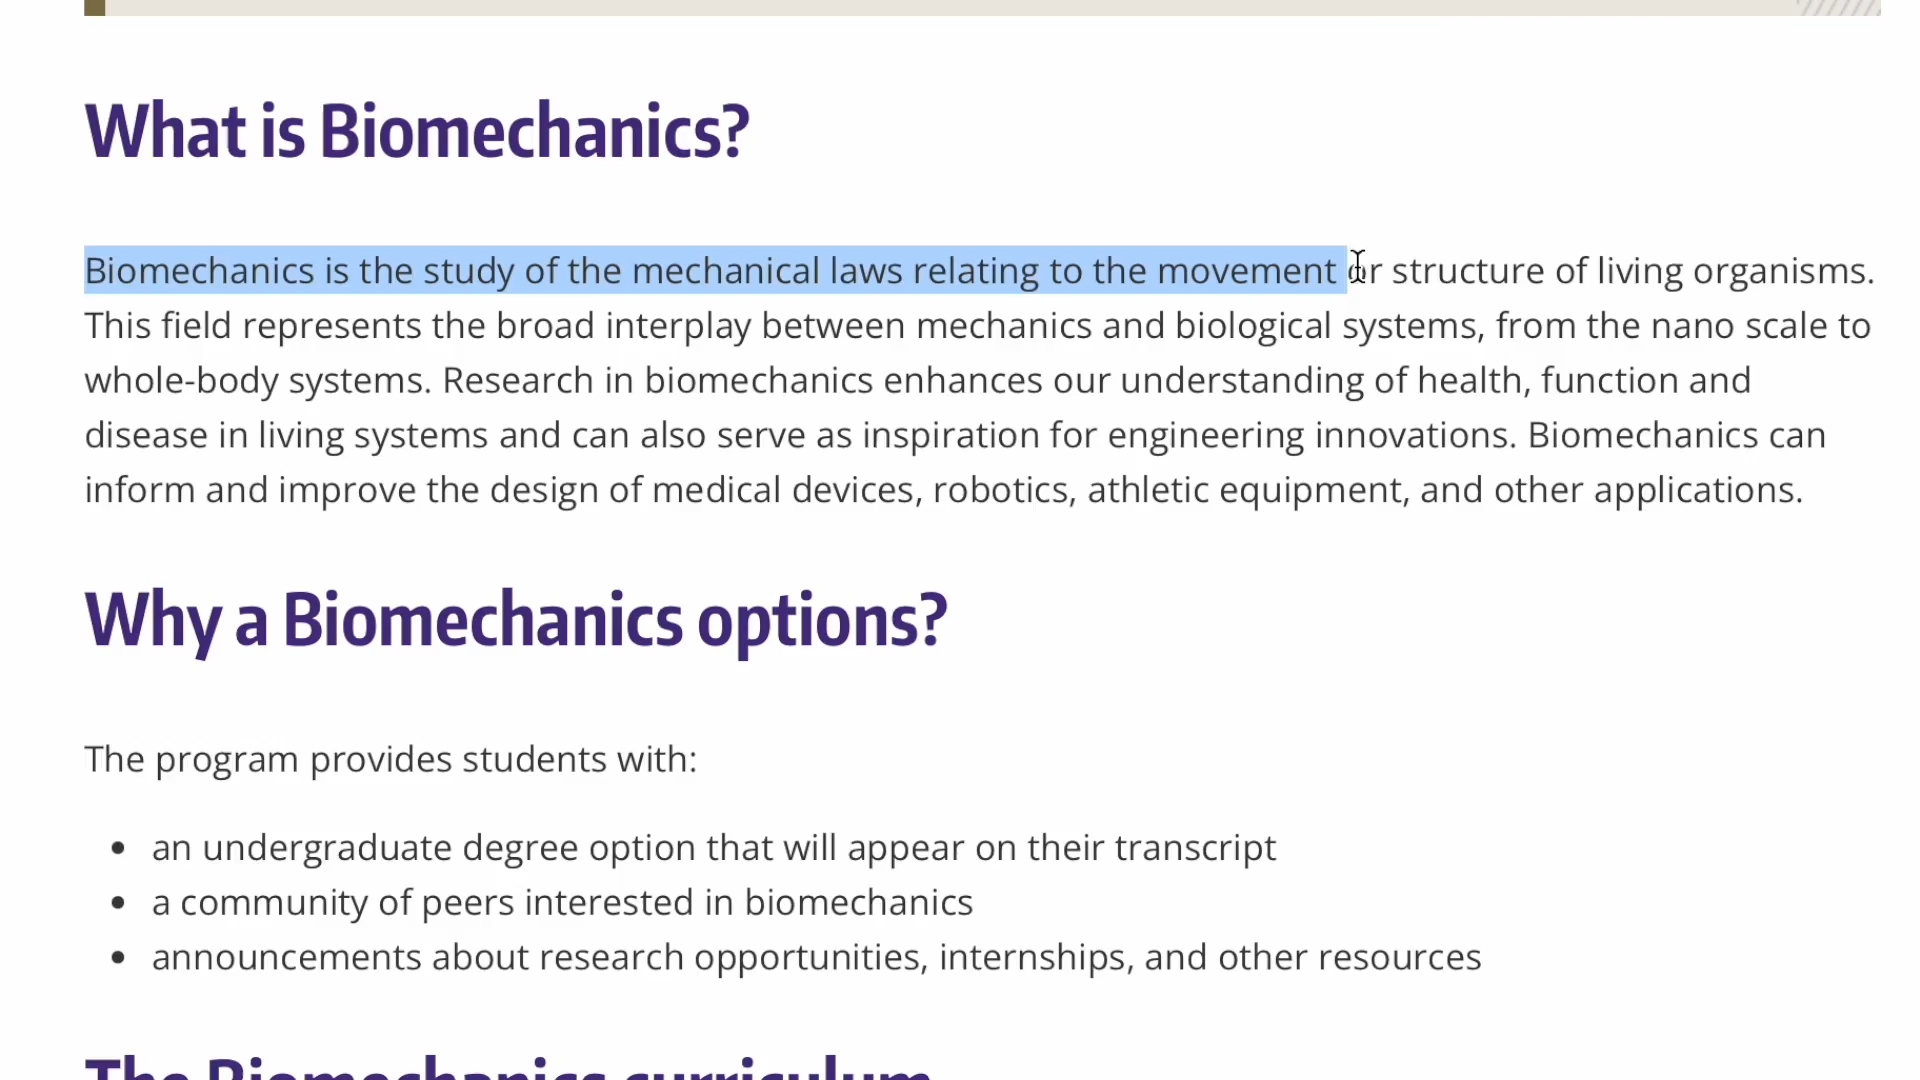 What is Biomechanics?
Biomechanics is the study of the mechanical laws relating to the movement or structure of living organisms.
This field represents the broad interplay between mechanics and biological systems, from the nano scale to
whole-body systems. Research in biomechanics enhances our understanding of health, function and
disease in living systems and can also serve as inspiration for engineering innovations. Biomechanics can
inform and improve the design of medical devices, robotics, athletic equipment, and other applications.
Why a Biomechanics options?
The program provides students with:
• an undergraduate degree option that will appear on their transcript
• a community of peers interested in biomechanics
• announcements about research opportunities, internships, and other resources
The Biomechanics curriculum